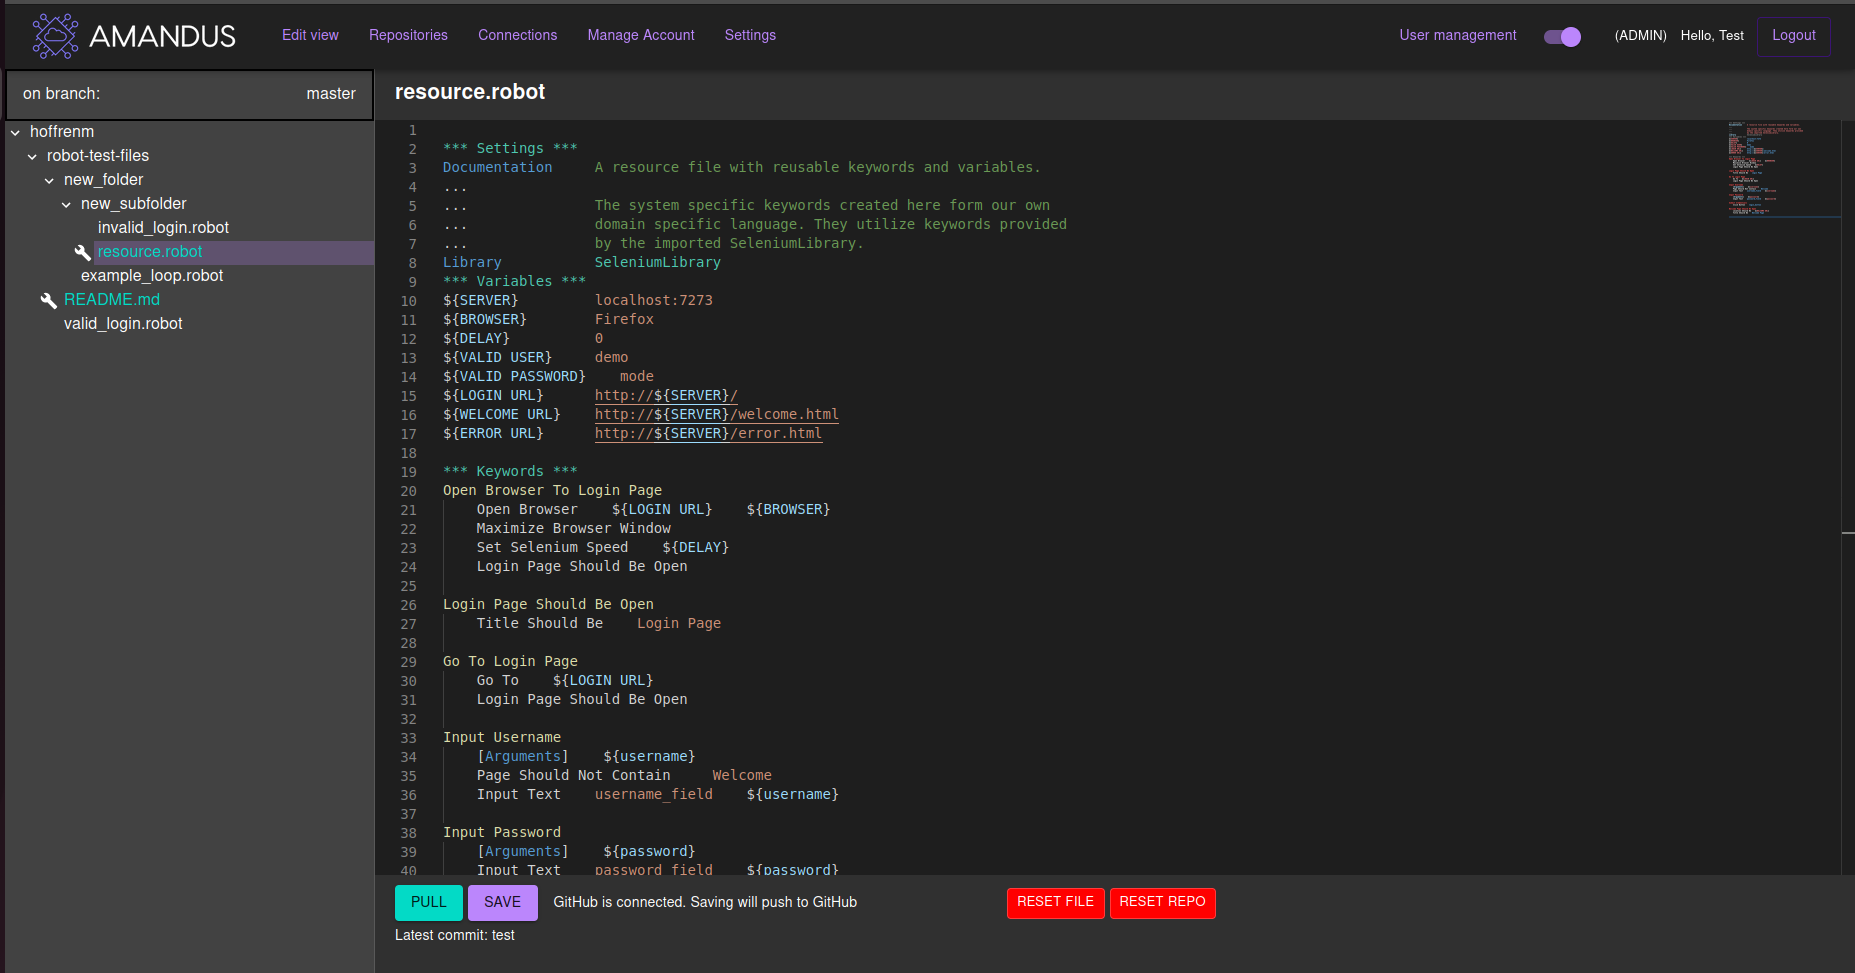 AMANDUS Edit view Repositories Connections Manage Account Settings User management (ADMIN) Hello, Test Logout
on branch: master
hoffrenm
robot-test-files
new_folder
new_subfolder
invalid_login.robot
resource.robot
example_loop.robot
README.md
valid_login.robot
resource.robot
1
2 *** Settings ***
3 Documentation     A resource file with reusable keywords and variables.
4 ...
5 ...               The system specific keywords created here form our own
6 ...               domain specific language. They utilize keywords provided
7 ...               by the imported SeleniumLibrary.
8 Library           SeleniumLibrary
9 *** Variables ***
10 ${SERVER}         localhost:7273
11 ${BROWSER}        Firefox
12 ${DELAY}          0
13 ${VALID USER}     demo
14 ${VALID PASSWORD}    mode
15 ${LOGIN URL}      http://${SERVER}/
16 ${WELCOME URL}    http://${SERVER}/welcome.html
17 ${ERROR URL}      http://${SERVER}/error.html
18
19 *** Keywords ***
20 Open Browser To Login Page
21     Open Browser    ${LOGIN URL}    ${BROWSER}
22     Maximize Browser Window
23     Set Selenium Speed    ${DELAY}
24     Login Page Should Be Open
25
26 Login Page Should Be Open
27     Title Should Be    Login Page
28
29 Go To Login Page
30     Go To    ${LOGIN URL}
31     Login Page Should Be Open
32
33 Input Username
34     [Arguments]    ${username}
35     Page Should Not Contain     Welcome
36     Input Text    username_field    ${username}
37
38 Input Password
39     [Arguments]    ${password}
40     Input Text    password_field    ${password}
PULL SAVE GitHub is connected. Saving will push to GitHub RESET FILE RESET REPO
Latest commit: test